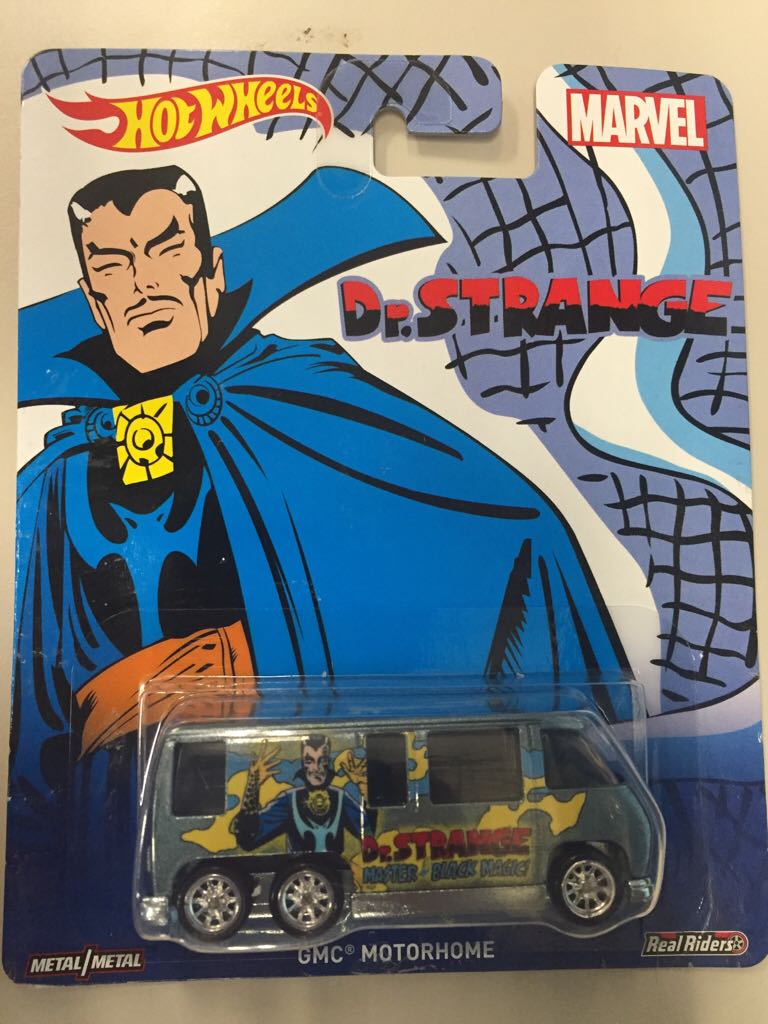 HOT WHEELS
MARVEL
Dr. STRANGE
Dr. STRANGE
MASTER of BLACK MAGIC
GMC® MOTORHOME
METAL/METAL
Real Riders